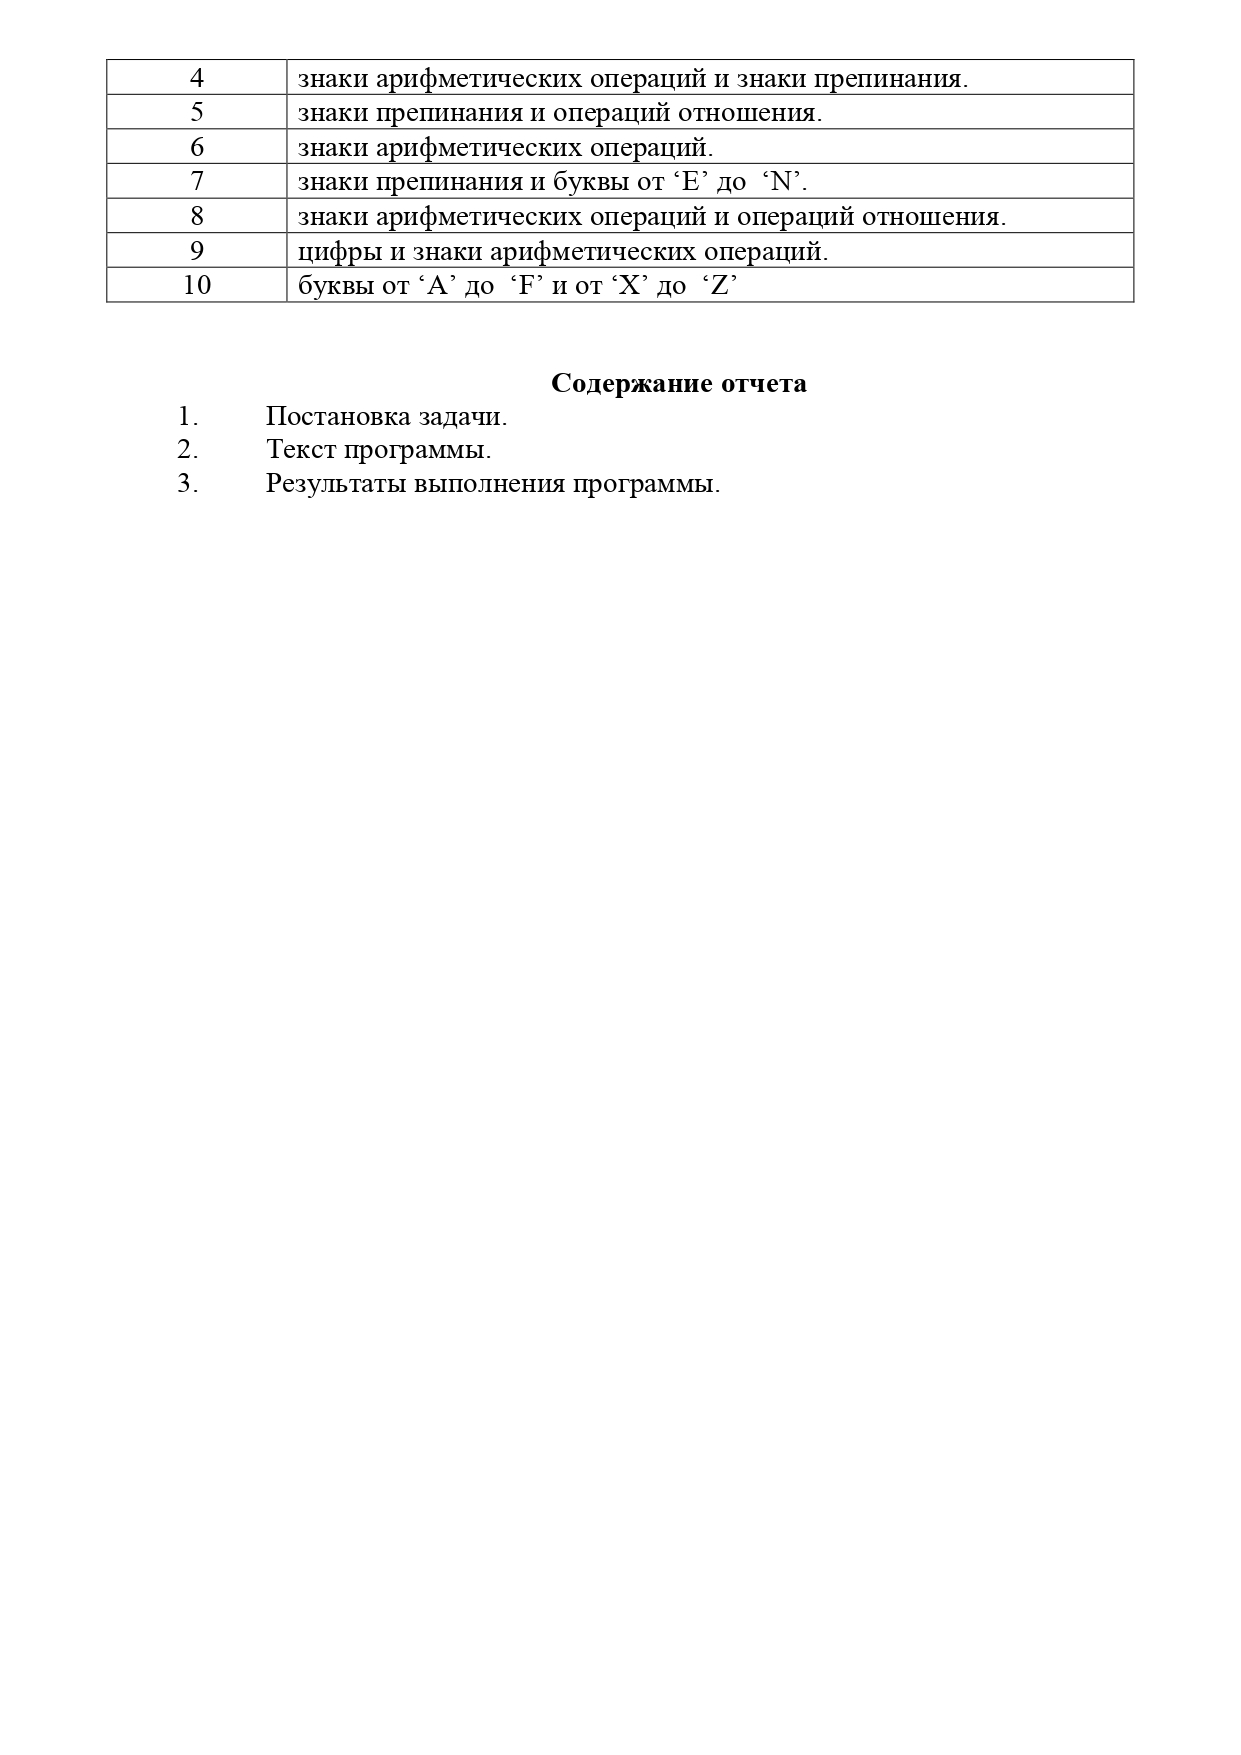 4 знаки арифметических операций и знаки препинания.
5 знаки препинания и операций отношения.
6 знаки арифметических операций.
7 знаки препинания и буквы от ‘E’ до ‘N’.
8 знаки арифметических операций и операций отношения.
9 цифры и знаки арифметических операций.
10 буквы от ‘A’ до ‘F’ и от ‘X’ до ‘Z’
Содержание отчета
1. Постановка задачи.
2. Текст программы.
3. Результаты выполнения программы.